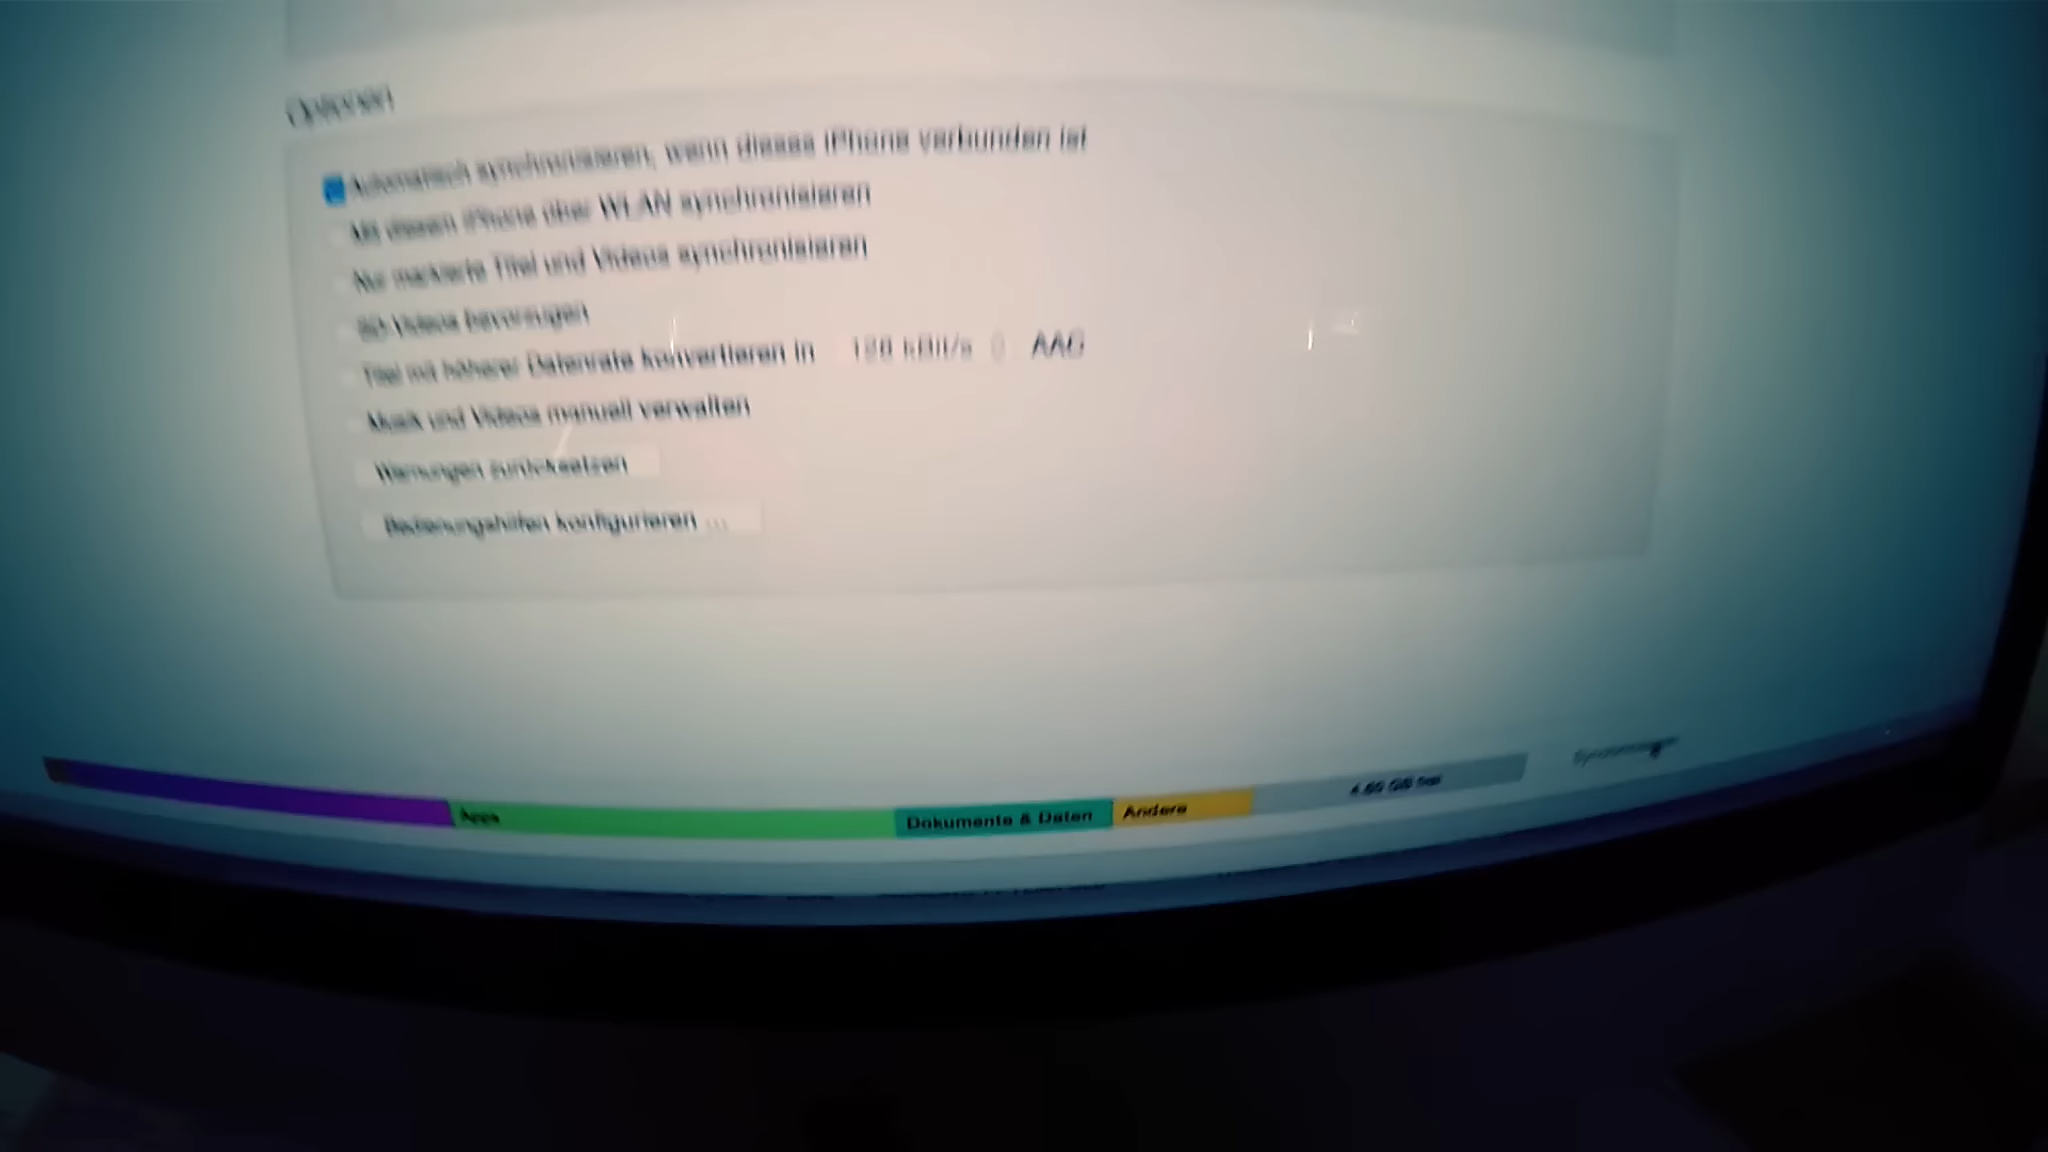 Optionen
Automatisch synchronisieren, wenn dieses iPhone verbunden ist
Mit diesem iPhone über WLAN synchronisieren
Nur markierte Titel und Videos synchronisieren
SD-Videos bevorzugen
Titel mit höherer Datenrate konvertieren in 128 kBit/s AAC
Musik und Videos manuell verwalten
Warnungen zurücksetzen
Bedienungshilfen konfigurieren ...
Apps
Dokumente & Daten
Andere
GB frei